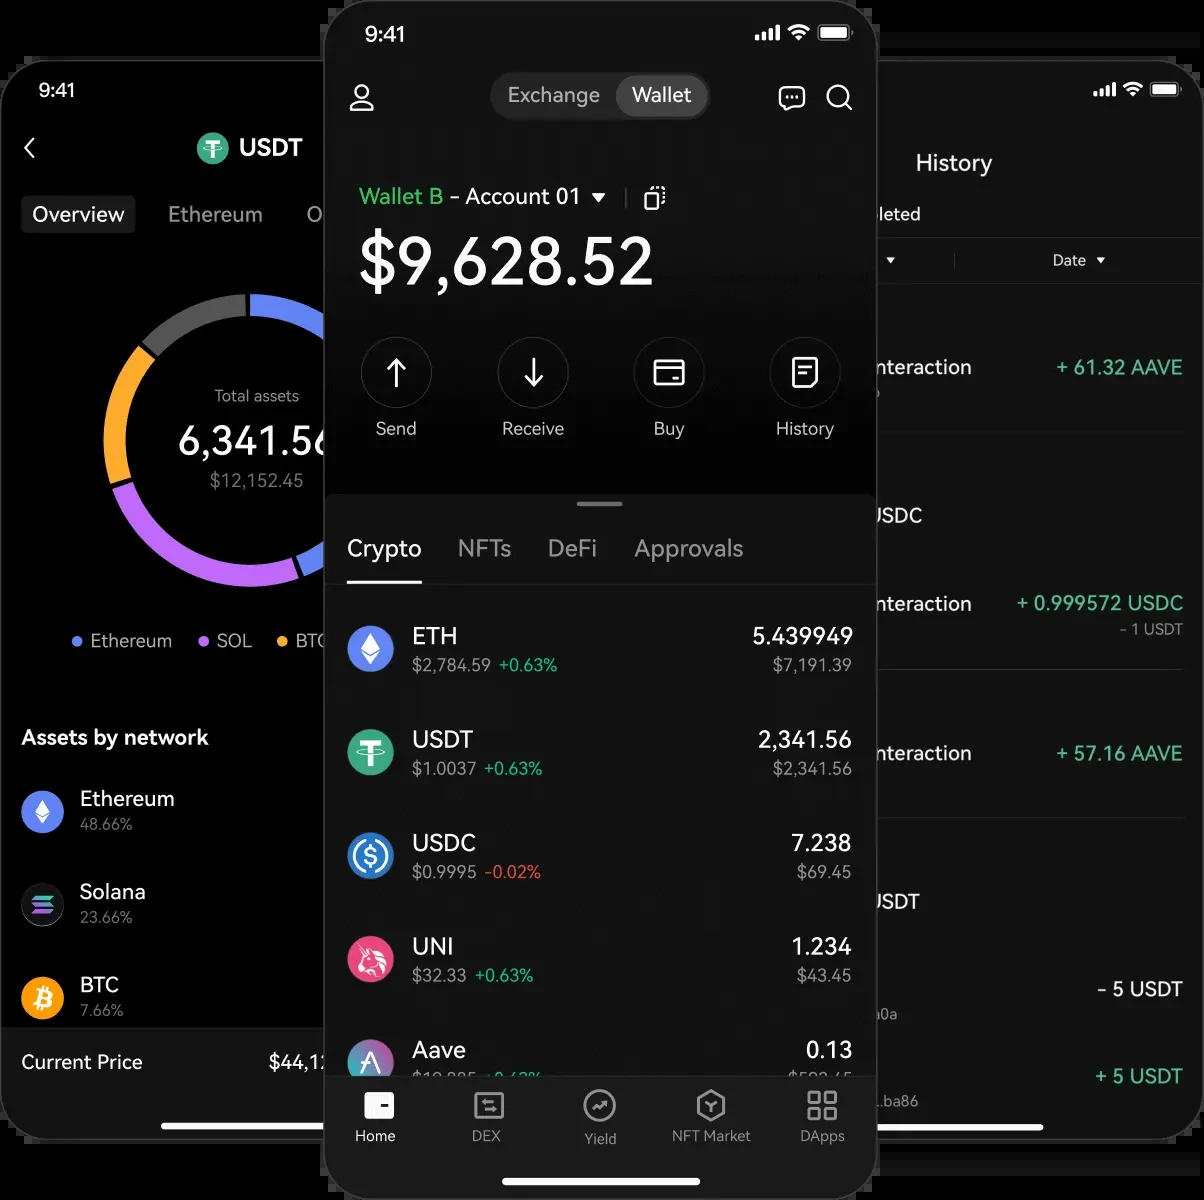 9:41
USDT
Overview Ethereum
Total assets
6,341.56
$12,152.45
Ethereum SOL BTC
Assets by network
Ethereum
48.66%
Solana
23.66%
BTC
7.66%
Current Price $44,12
9:41
Exchange Wallet
Wallet B - Account 01
$9,628.52
Send Receive Buy History
Crypto NFTs DeFi Approvals
ETH 5.439949
$2,784.59 +0.63% $7,191.39
USDT 2,341.56
$1.0037 +0.63% $2,341.56
USDC 7.238
$0.9995 -0.02% $69.45
UNI 1.234
$32.33 +0.63% $43.45
Aave 0.13
Home DEX Yield NFT Market DApps
History
leted
Date
nteraction + 61.32 AAVE
USDC
nteraction + 0.999572 USDC
- 1 USDT
nteraction + 57.16 AAVE
USDT
- 5 USDT
a0a
+ 5 USDT
..ba86